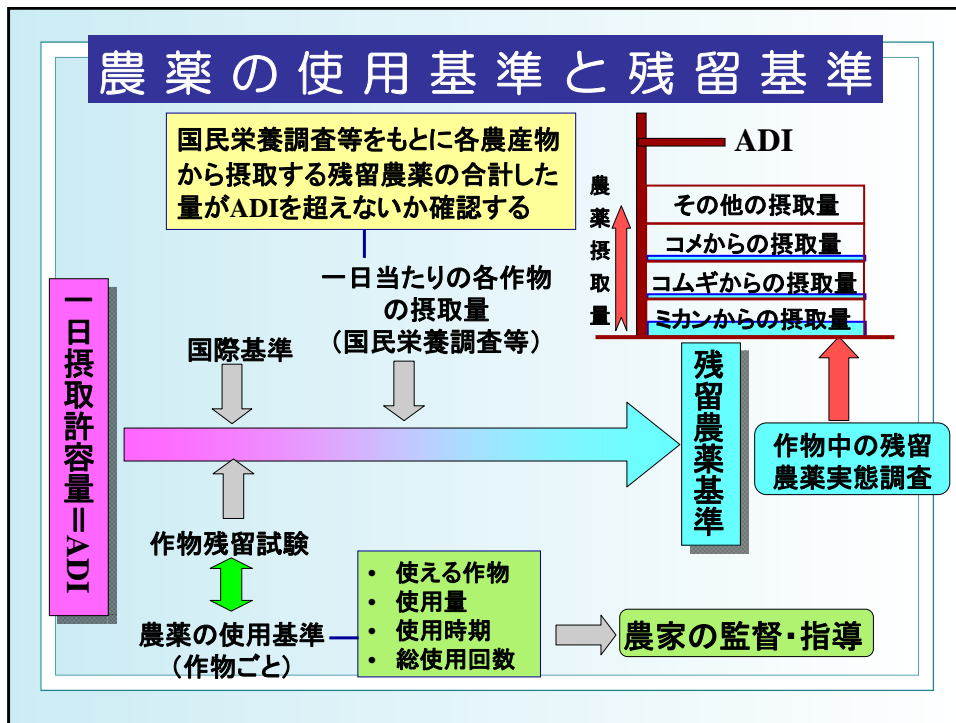 農薬の使用基準と残留基準
国民栄養調査等をもとに各農産物
から摂取する残留農薬の合計した
量がADIを超えないか確認する
ADI
農薬摂取量
その他の摂取量
コメからの摂取量
コムギからの摂取量
ミカンからの摂取量
一日当たりの各作物
の摂取量
（国民栄養調査等）
国際基準
一日摂取許容量＝ADI
残留農薬基準
作物中の残留
農薬実態調査
作物残留試験
農薬の使用基準
（作物ごと）
• 使える作物
• 使用量
• 使用時期
• 総使用回数
農家の監督・指導